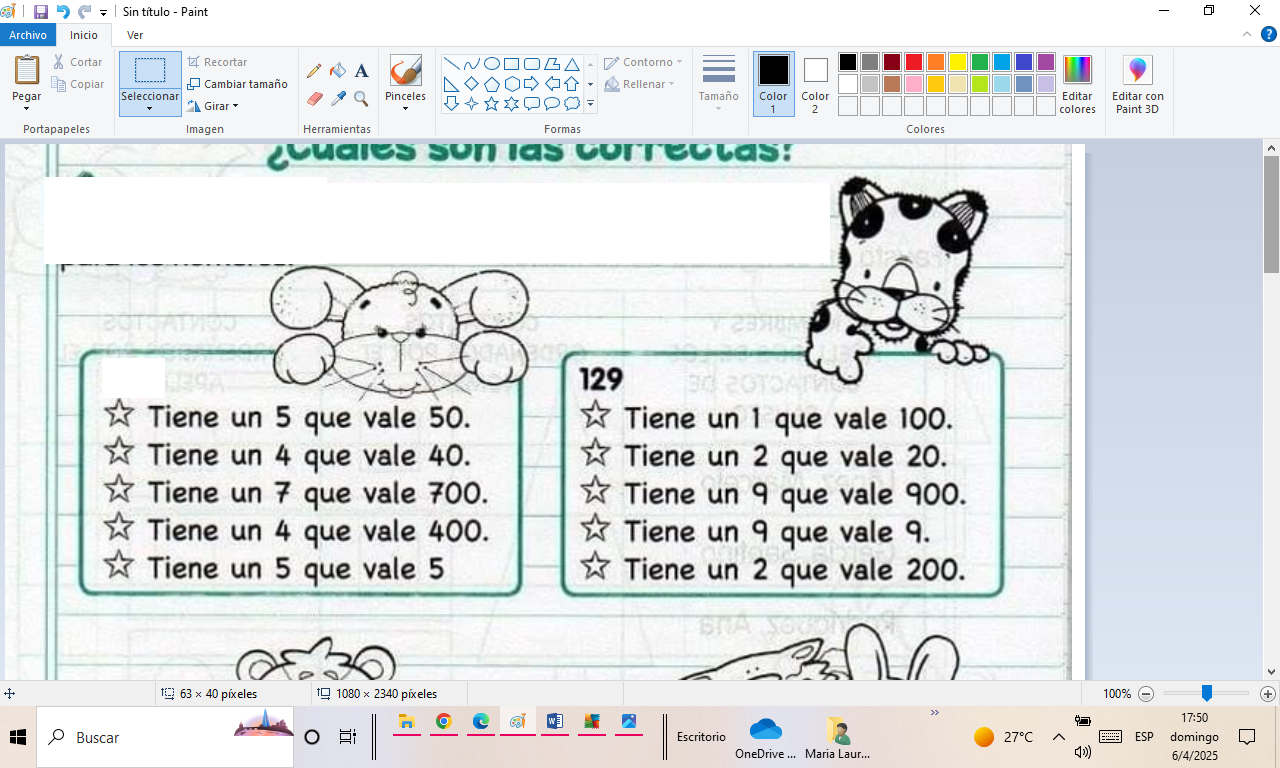 Sin título - Paint
Archivo
Inicio
Ver
Pegar
Cortar
Copiar
Portapapeles
Seleccionar
Recortar
Cambiar tamaño
Girar
Imagen
Herramientas
Pinceles
Contorno
Rellenar
Formas
Tamaño
Color 1
Color 2
Editar colores
Colores
Editar con Paint 3D
¿Cuáles son las correctas?
Tiene un 5 que vale 50.
Tiene un 4 que vale 40.
Tiene un 7 que vale 700.
Tiene un 4 que vale 400.
Tiene un 5 que vale 5
129
Tiene un 1 que vale 100.
Tiene un 2 que vale 20.
Tiene un 9 que vale 900.
Tiene un 9 que vale 9.
Tiene un 2 que vale 200.
63 × 40 píxeles
1080 × 2340 píxeles
100%
Buscar
Escritorio
OneDrive ...
Maria Laur...
27°C
ESP
17:50
domingo
6/4/2025